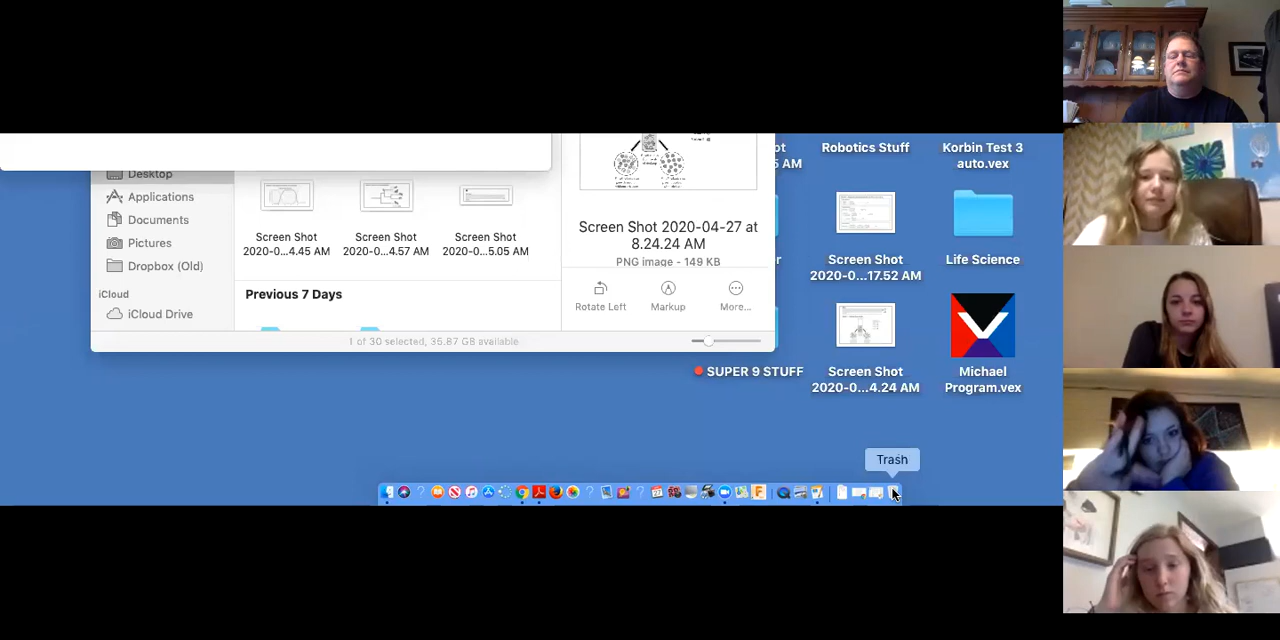 Desktop
Applications
Documents
Pictures
Dropbox (Old)
iCloud
iCloud Drive
Screen Shot
2020-0...4.45 AM
Screen Shot
2020-0...4.57 AM
Screen Shot
2020-0...5.05 AM
Previous 7 Days
1 of 30 selected, 35.87 GB available
Screen Shot 2020-04-27 at
8.24.24 AM
PNG image - 149 KB
Rotate Left
Markup
More...
ot
5 AM
r
SUPER 9 STUFF
Robotics Stuff
Screen Shot
2020-0...17.52 AM
Screen Shot
2020-0...4.24 AM
Korbin Test 3
auto.vex
Life Science
Michael
Program.vex
Trash